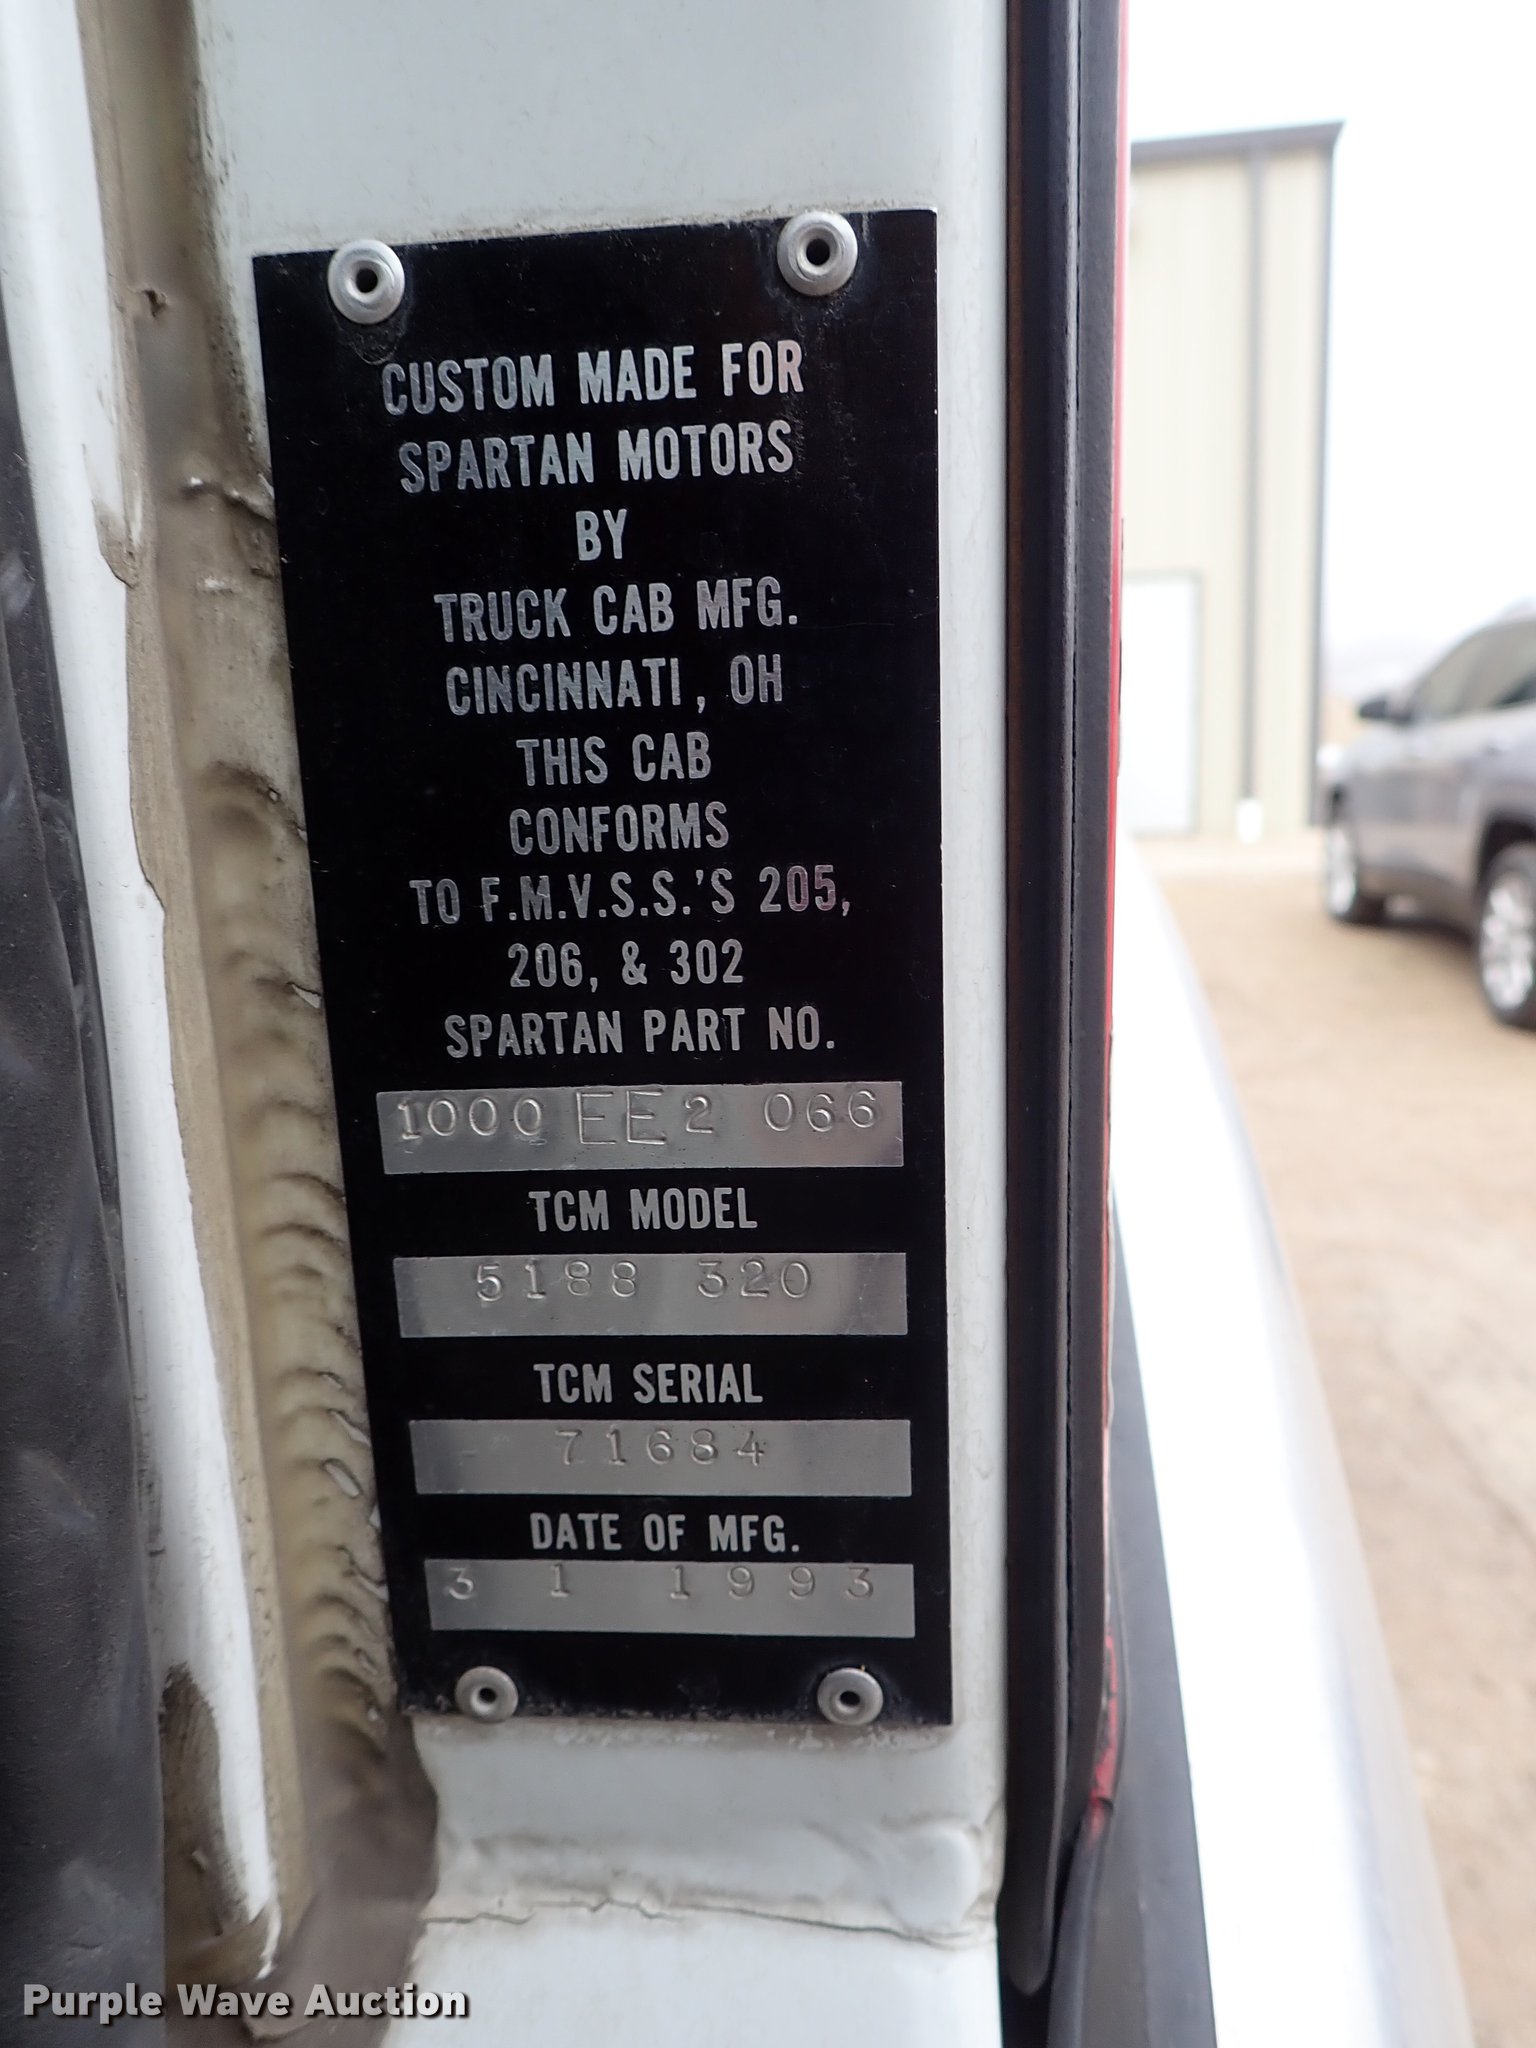 CUSTOM MADE FOR
SPARTAN MOTORS
BY
TRUCK CAB MFG.
CINCINNATI, OH
THIS CAB
CONFORMS
TO F.M.V.S.S.'S 205,
206, & 302
SPARTAN PART NO.
1000 EE2 066
TCM MODEL
5188 320
TCM SERIAL
71684
DATE OF MFG.
3 1 1993
Purple Wave Auction